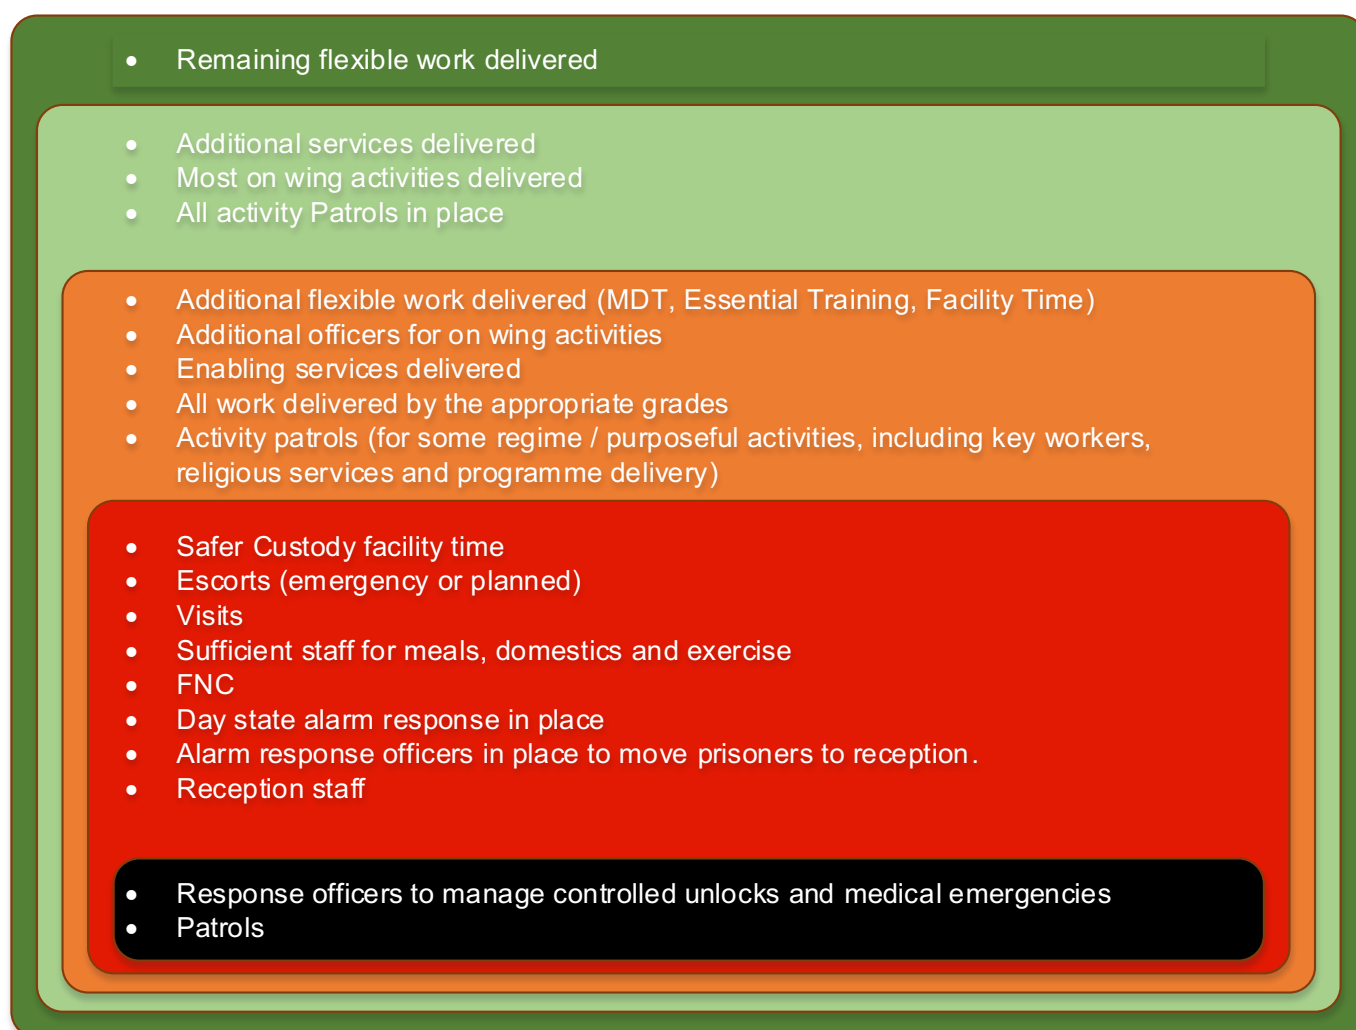 • Remaining flexible work delivered
• Additional services delivered
• Most on wing activities delivered
• All activity Patrols in place
• Additional flexible work delivered (MDT, Essential Training, Facility Time)
• Additional officers for on wing activities
• Enabling services delivered
• All work delivered by the appropriate grades
• Activity patrols (for some regime / purposeful activities, including key workers,
religious services and programme delivery)
• Safer Custody facility time
• Escorts (emergency or planned)
• Visits
• Sufficient staff for meals, domestics and exercise
• FNC
• Day state alarm response in place
• Alarm response officers in place to move prisoners to reception.
• Reception staff
• Response officers to manage controlled unlocks and medical emergencies
• Patrols